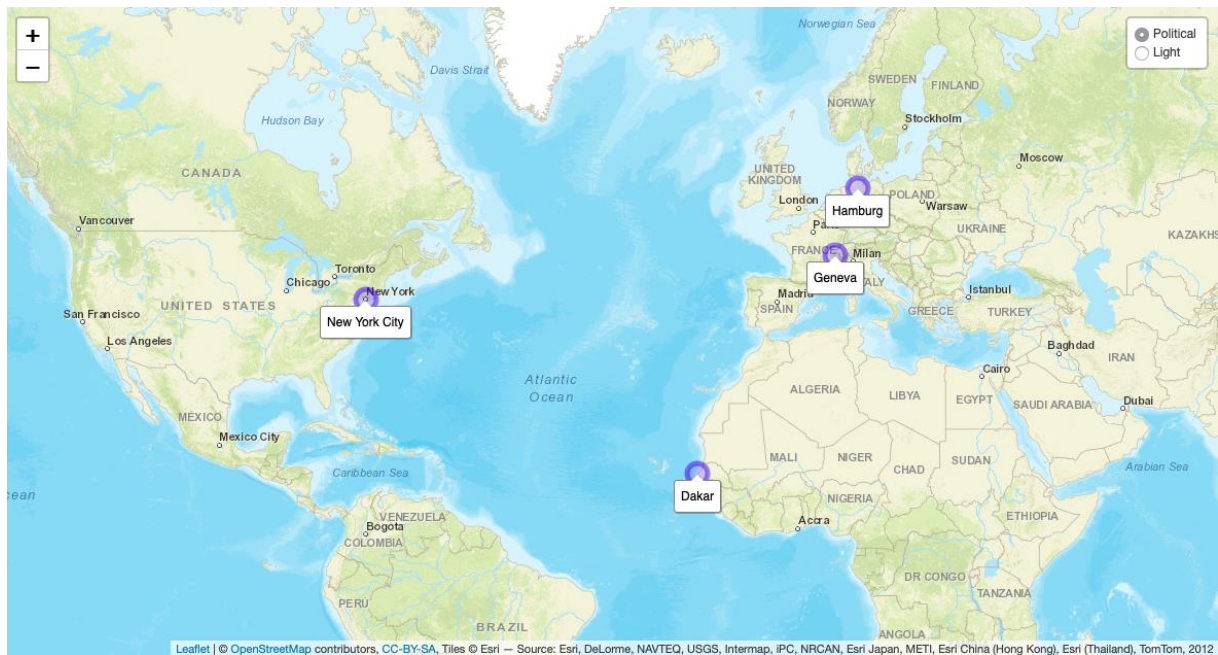 +
−
Political
Light
Norwegian Sea
Davis Strait
SWEDEN
FINLAND
NORWAY
Hudson Bay
Stockholm
Moscow
CANADA
UNITED
KINGDOM
POLAND
London
Warsaw
Hamburg
Vancouver
UKRAINE
FRANCE
Milan
Toronto
Geneva
Chicago
New York
Madrid
SPAIN
Istanbul
UNITED STATES
GREECE
TURKEY
San Francisco
New York City
Los Angeles
Baghdad
IRAN
Cairo
Atlantic
Ocean
ALGERIA
LIBYA
EGYPT
SAUDI ARABIA
Dubai
MÉXICO
Mexico City
MALI
NIGER
CHAD
SUDAN
Arabian Sea
Caribbean Sea
Dakar
NIGERIA
VENEZUELA
Bogota
COLOMBIA
Accra
ETHIOPIA
DR CONGO
TANZANIA
PERU
BRAZIL
ANGOLA
Leaflet | © OpenStreetMap contributors, CC-BY-SA, Tiles © Esri — Source: Esri, DeLorme, NAVTEQ, USGS, Intermap, iPC, NRCAN, Esri Japan, METI, Esri China (Hong Kong), Esri (Thailand), TomTom, 2012